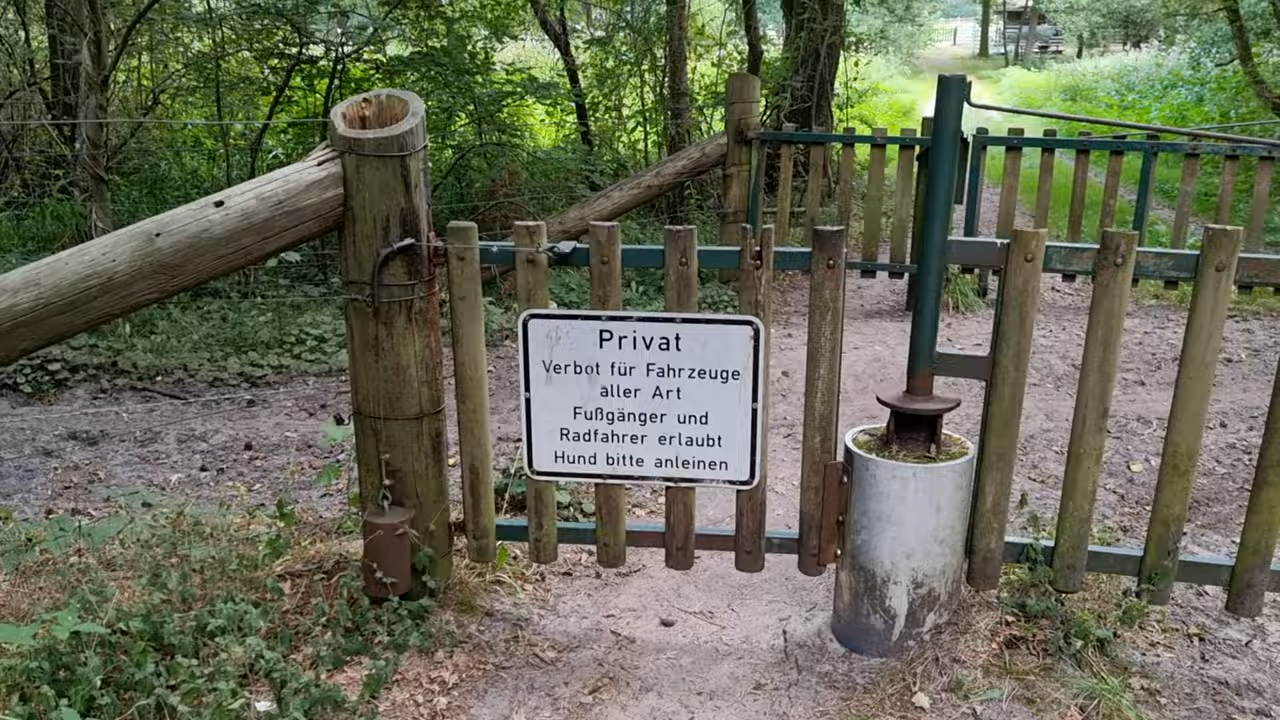 Privat
Verbot für Fahrzeuge
aller Art
Fußgänger und
Radfahrer erlaubt
Hund bitte anleinen